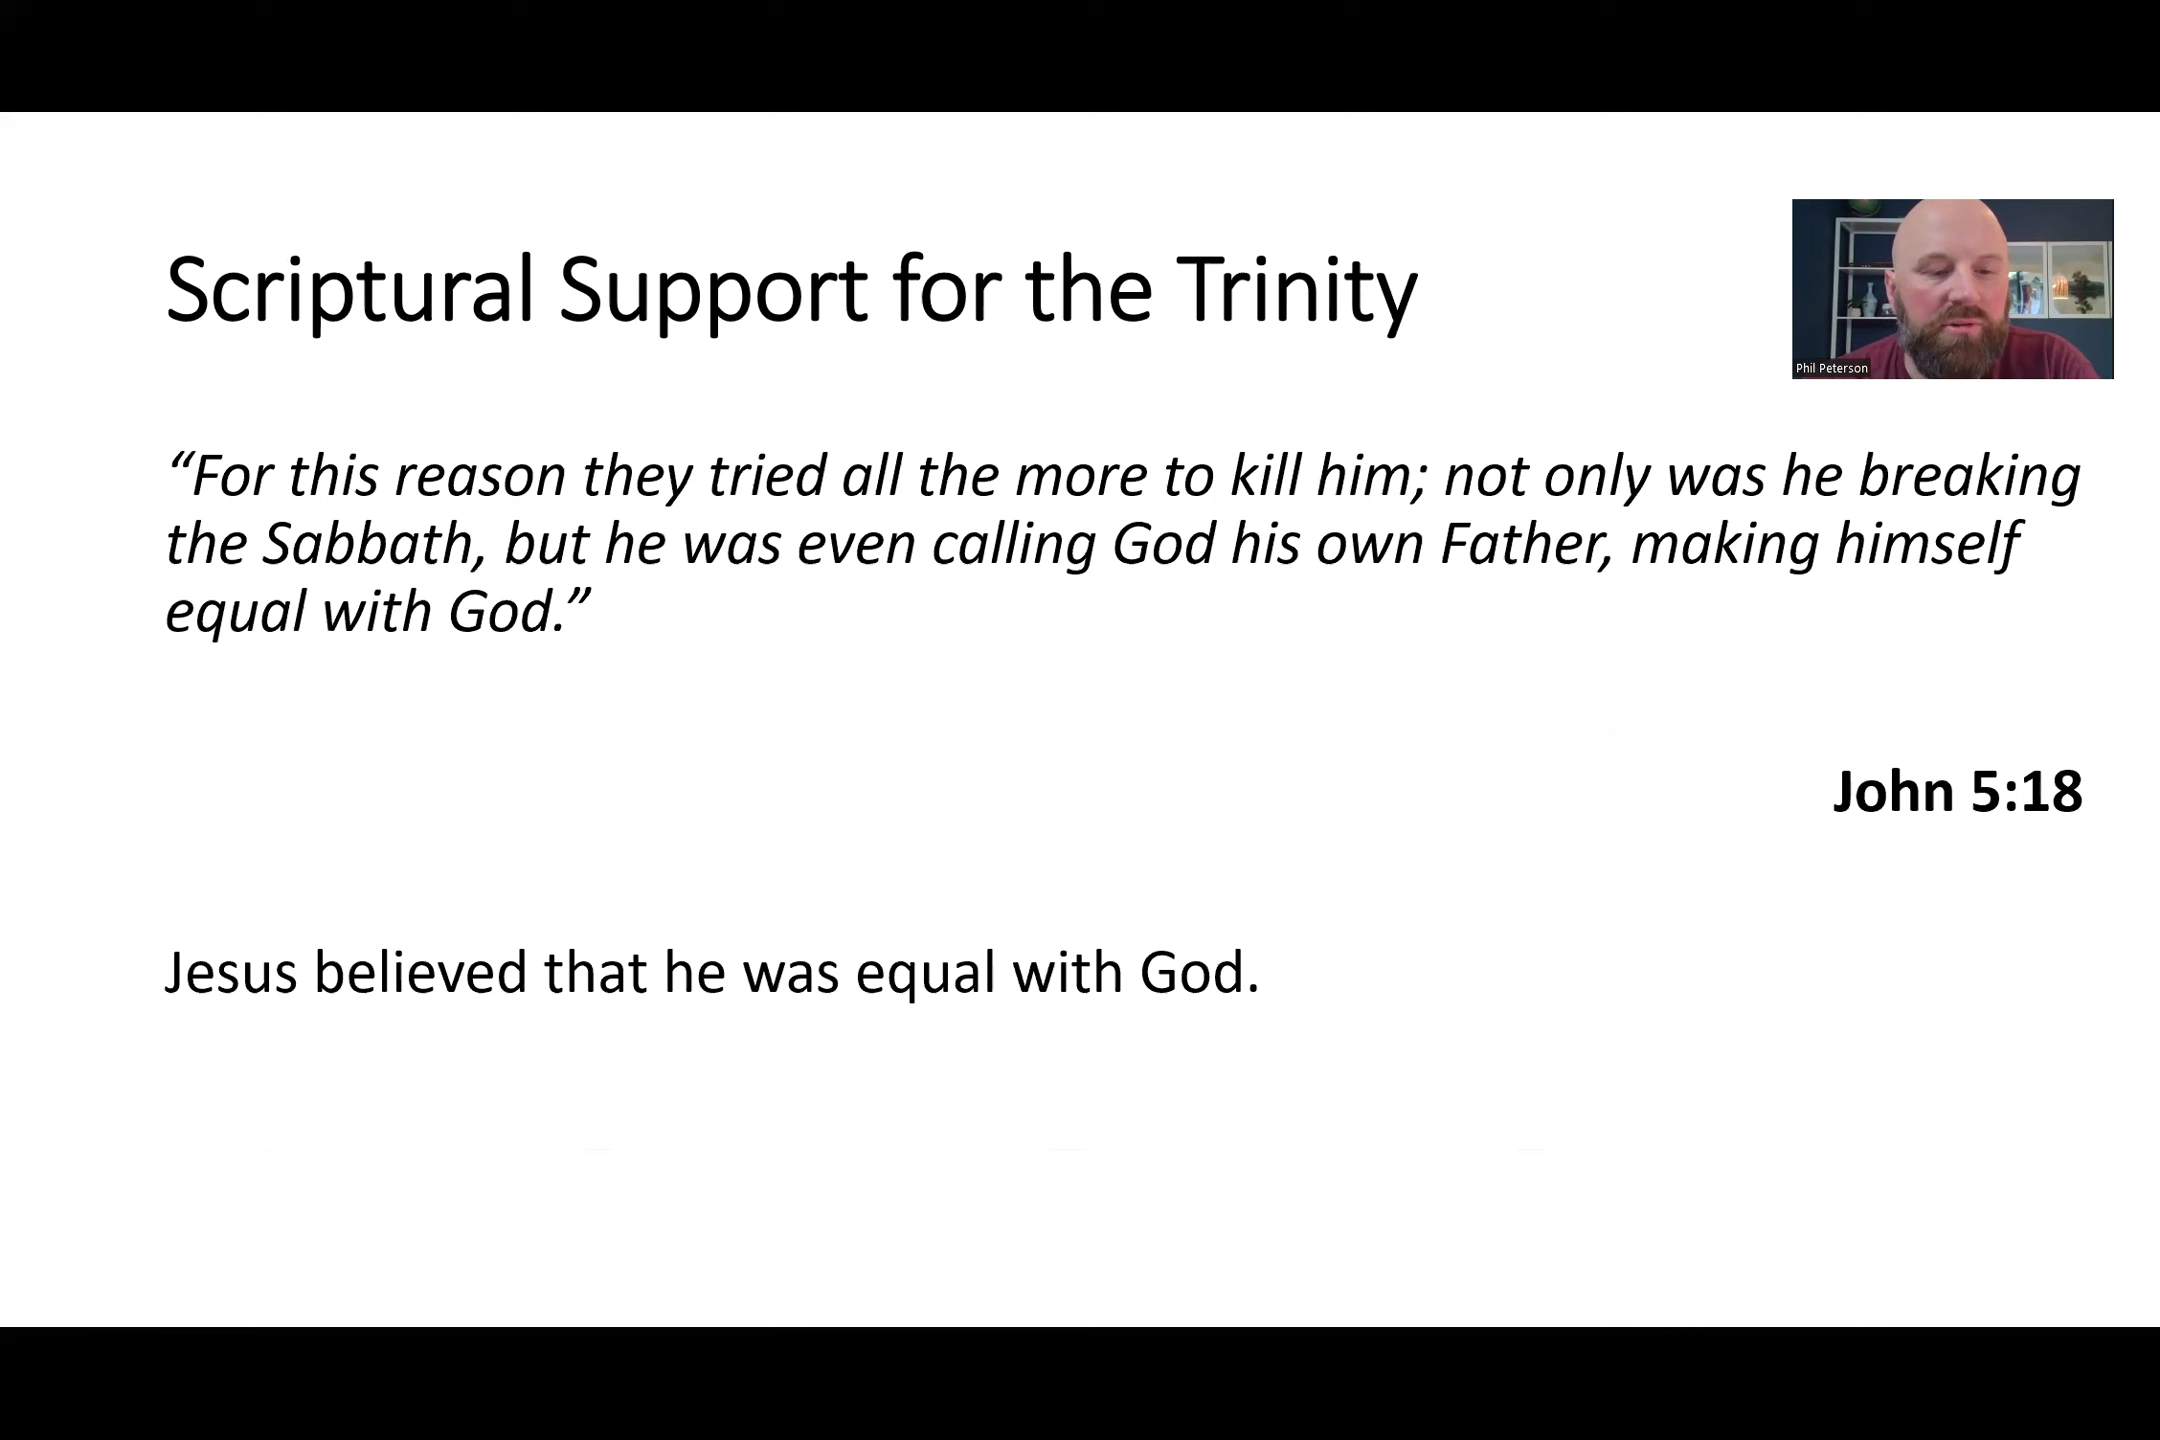 Scriptural Support for the Trinity
Phil Peterson
“For this reason they tried all the more to kill him; not only was he breaking
the Sabbath, but he was even calling God his own Father, making himself
equal with God.”
John 5:18
Jesus believed that he was equal with God.